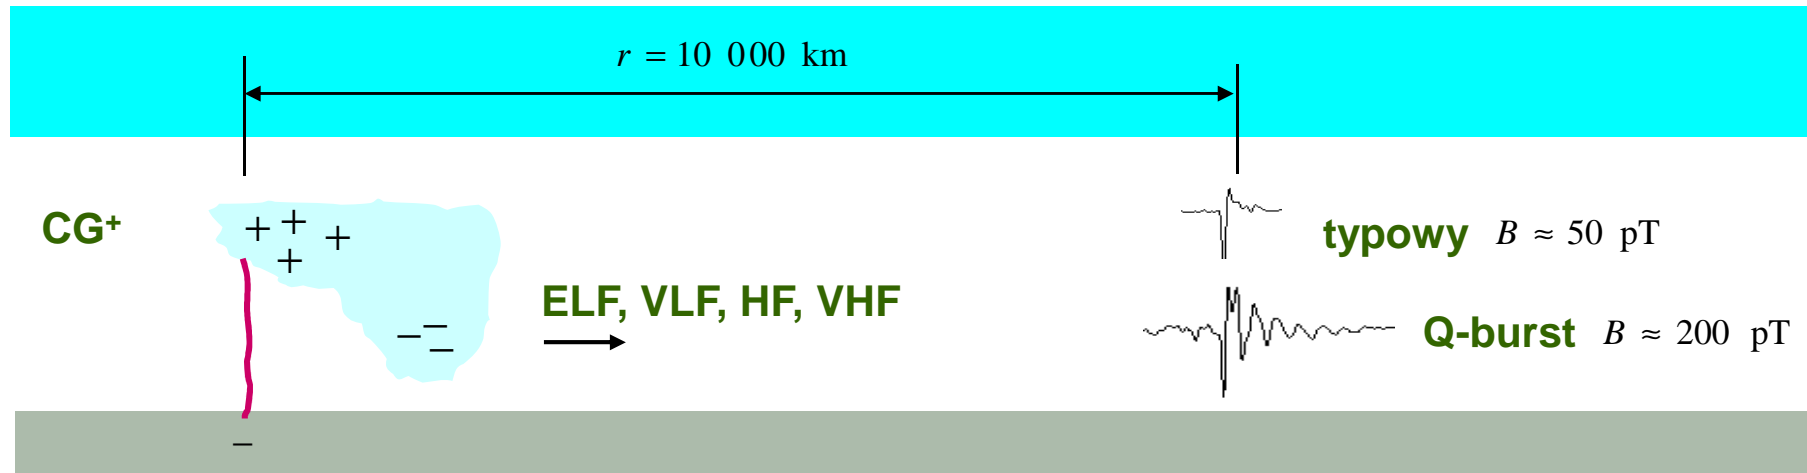 r = 10 000 km
CG⁺
+ + + +
− − −
ELF, VLF, HF, VHF
typowy B ≈ 50 pT
Q-burst B ≈ 200 pT
−